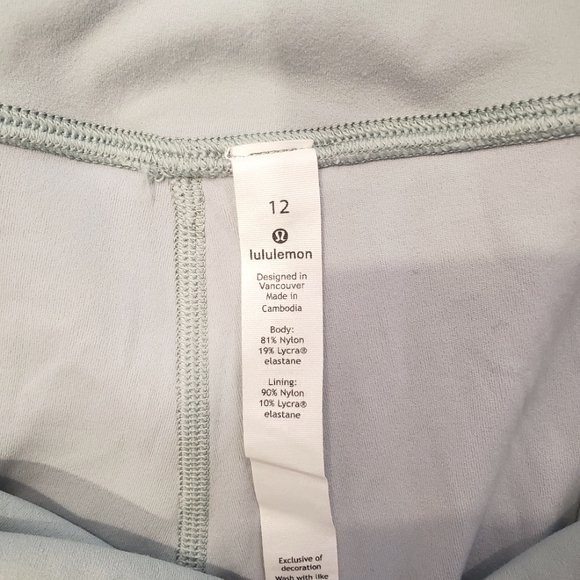 12
lululemon
Designed in
Vancouver
Made in
Cambodia
Body:
81% Nylon
19% Lycra®
elastane
Lining:
90% Nylon
10% Lycra®
elastane
Exclusive of
decoration
Wash with like